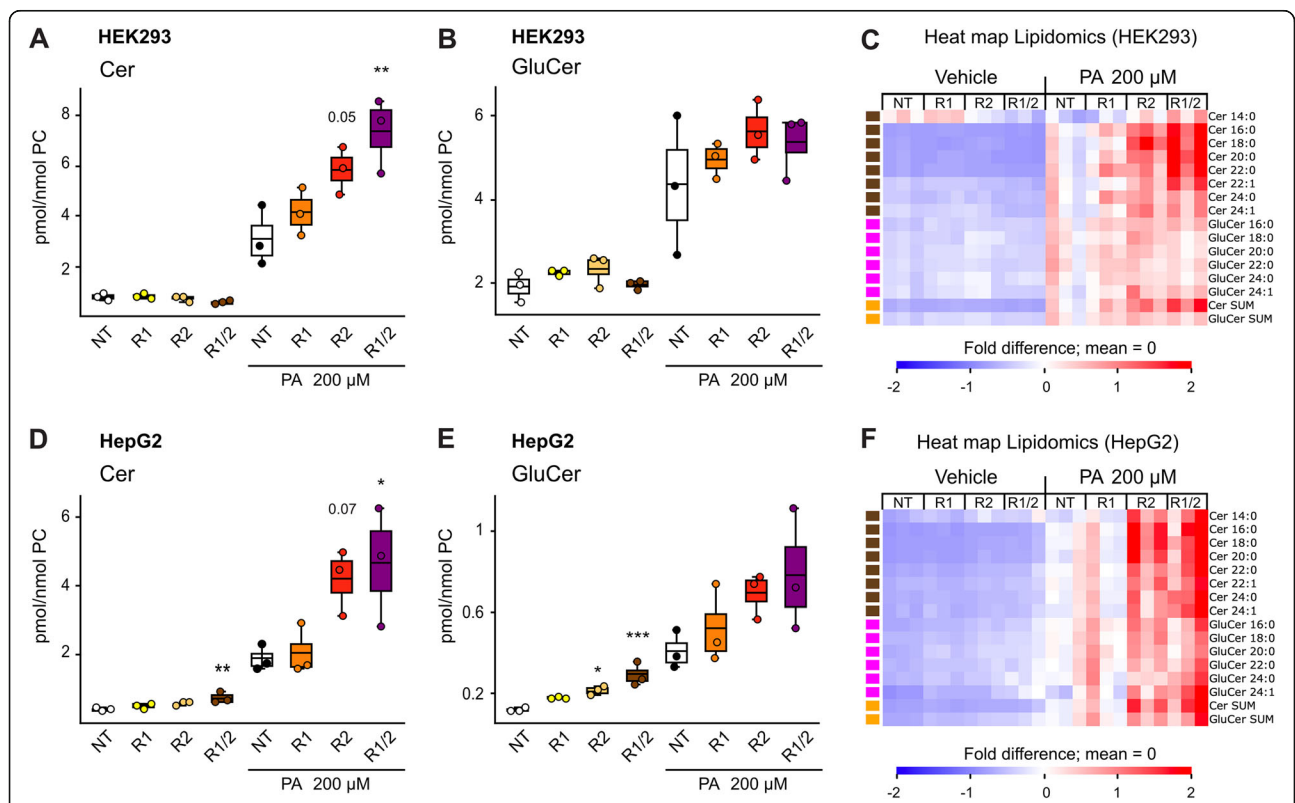 A HEK293
Cer
pmol/nmol PC
8
6
4
2
0.05
**
NT R1 R2 R1/2 NT R1 R2 R1/2
PA 200 µM
B HEK293
GluCer
pmol/nmol PC
6
4
2
NT R1 R2 R1/2 NT R1 R2 R1/2
PA 200 µM
C Heat map Lipidomics (HEK293)
Vehicle PA 200 µM
NT R1 R2 R1/2 NT R1 R2 R1/2
Cer 14:0
Cer 16:0
Cer 18:0
Cer 20:0
Cer 22:0
Cer 22:1
Cer 24:0
Cer 24:1
GluCer 16:0
GluCer 18:0
GluCer 20:0
GluCer 22:0
GluCer 24:0
GluCer 24:1
Cer SUM
GluCer SUM
Fold difference; mean = 0
-2 -1 0 1 2
D HepG2
Cer
pmol/nmol PC
6
4
2
**
0.07
*
NT R1 R2 R1/2 NT R1 R2 R1/2
PA 200 µM
E HepG2
GluCer
pmol/nmol PC
1
0.6
0.2
*
***
NT R1 R2 R1/2 NT R1 R2 R1/2
PA 200 µM
F Heat map Lipidomics (HepG2)
Vehicle PA 200 µM
NT R1 R2 R1/2 NT R1 R2 R1/2
Cer 14:0
Cer 16:0
Cer 18:0
Cer 20:0
Cer 22:0
Cer 22:1
Cer 24:0
Cer 24:1
GluCer 16:0
GluCer 18:0
GluCer 20:0
GluCer 22:0
GluCer 24:0
GluCer 24:1
Cer SUM
GluCer SUM
Fold difference; mean = 0
-2 -1 0 1 2